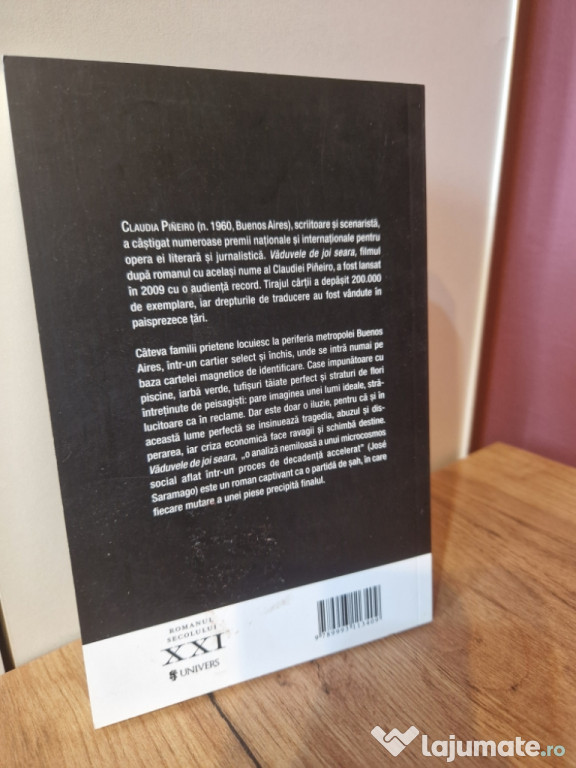 CLAUDIA PIÑEIRO (n. 1960, Buenos Aires), scriitoare și scenaristă,
a câștigat numeroase premii naționale și internaționale pentru
opera ei literară și jurnalistică. Văduvele de joi seara, filmul
după romanul cu același nume al Claudiei Piñeiro, a fost lansat
în 2009 cu o audiență record. Tirajul cărții a depășit 200.000
de exemplare, iar drepturile de traducere au fost vândute în
paisprezece țări.
Câteva familii prietene locuiesc la periferia metropolei Buenos
Aires, într-un cartier select și închis, unde se intră numai pe
baza cartelei magnetice de identificare. Case impunătoare cu
piscine, iarbă verde, tufișuri tăiate perfect și straturi de flori
întreținute de peisagiști: pare imaginea unei lumi ideale, stră-
lucitoare ca în reclame. Dar este doar o iluzie, pentru că și în
această lume perfectă se insinuează tragedia, abuzul și dis-
perarea, iar criza economică face ravagii și schimbă destine.
Văduvele de joi seara, „o analiză nemiloasă a unui microcosmos
social aflat într-un proces de decadență accelerat" (José
Saramago) este un roman captivant ca o partidă de șah, în care
fiecare mutare a unei piese precipită finalul.
ROMANUL
SECOLULUI
XXI
UNIVERS
lajumate.ro